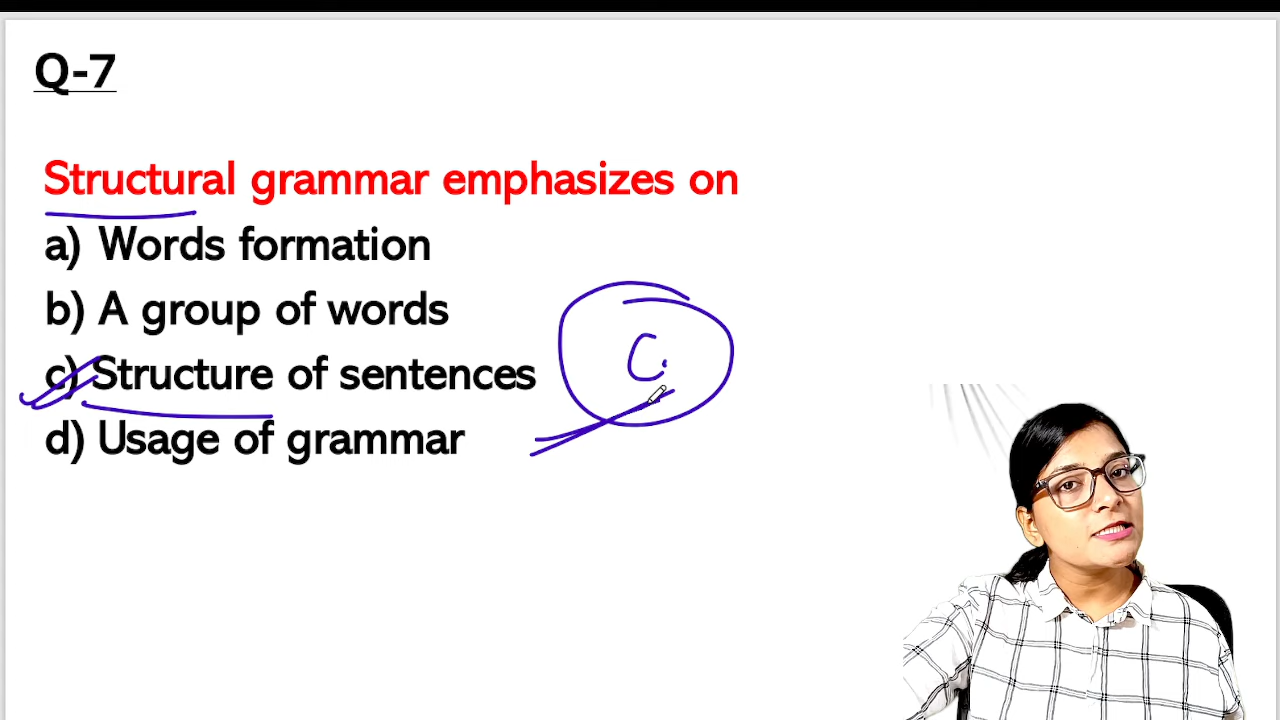 Q-7
Structural grammar emphasizes on
a) Words formation
b) A group of words
c) Structure of sentences
d) Usage of grammar
C.